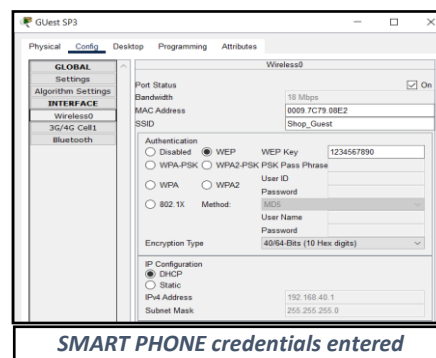 GUest SP3
Physical Config Desktop Programming Attributes
GLOBAL
Settings
Algorithm Settings
INTERFACE
Wireless0
3G/4G Cell1
Bluetooth
Wireless0
Port Status On
Bandwidth 18 Mbps
MAC Address 0009.7C79.08E2
SSID Shop_Guest
Authentication
Disabled WEP WEP Key 1234567890
WPA-PSK WPA2-PSK PSK Pass Phrase
User ID
WPA WPA2
Password
802.1X Method: MD5
User Name
Password
Encryption Type 40/64-Bits (10 Hex digits)
IP Configuration
DHCP
Static
IPv4 Address 192.168.40.1
Subnet Mask 255.255.255.0
SMART PHONE credentials entered